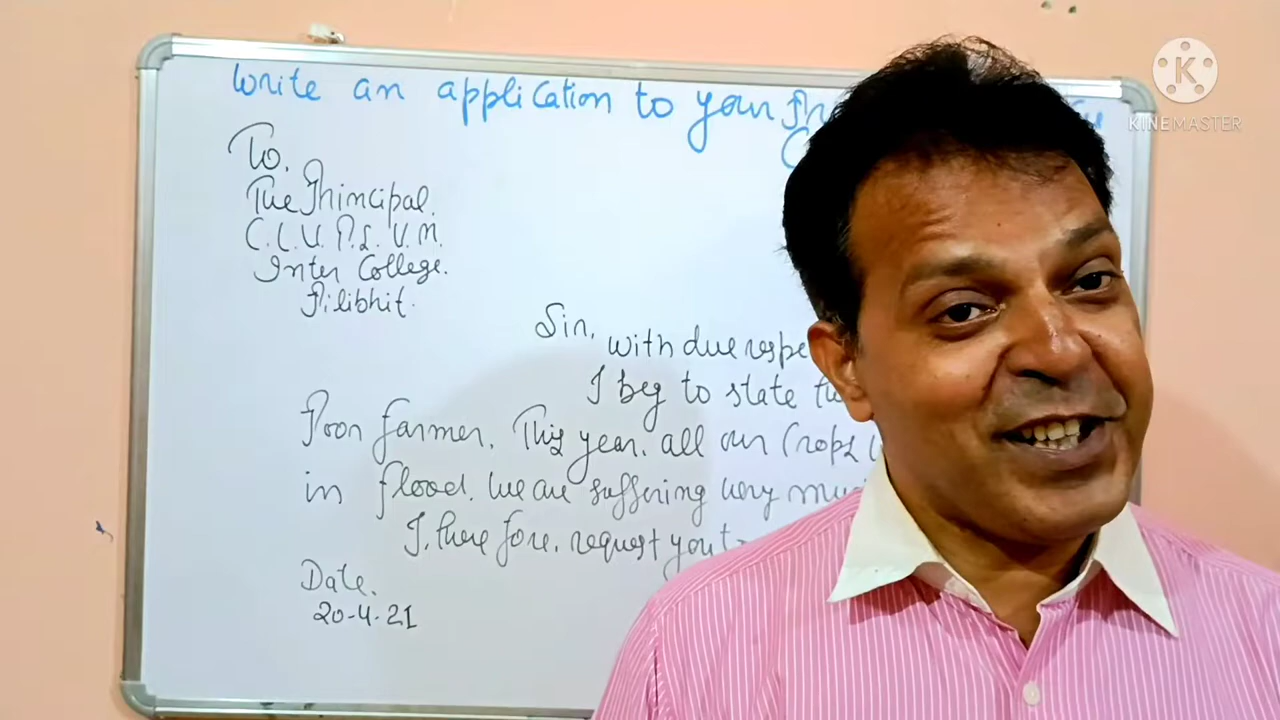 Write an application to your
To.
The Principal.
C.L.U. P.S. V.M.
Inter College.
Pilibhit.
Sir,
with due respe
I beg to state
Poor farmer. This year, all our Crops
in flood. We are suffering very muc
I, there fore, request you t
Date.
20-4-21
K
KINEMASTER